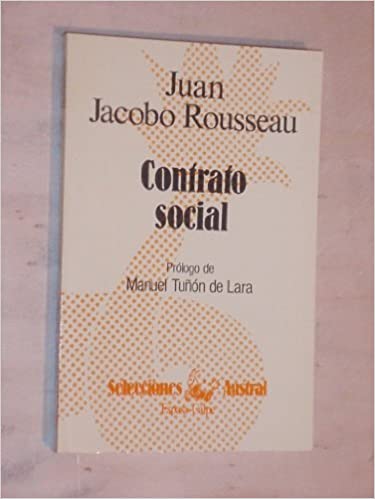 Juan
Jacobo Rousseau
Contrato
social
Prólogo de
Manuel Tuñón de Lara
Selecciones Austral
Espasa-Calpe